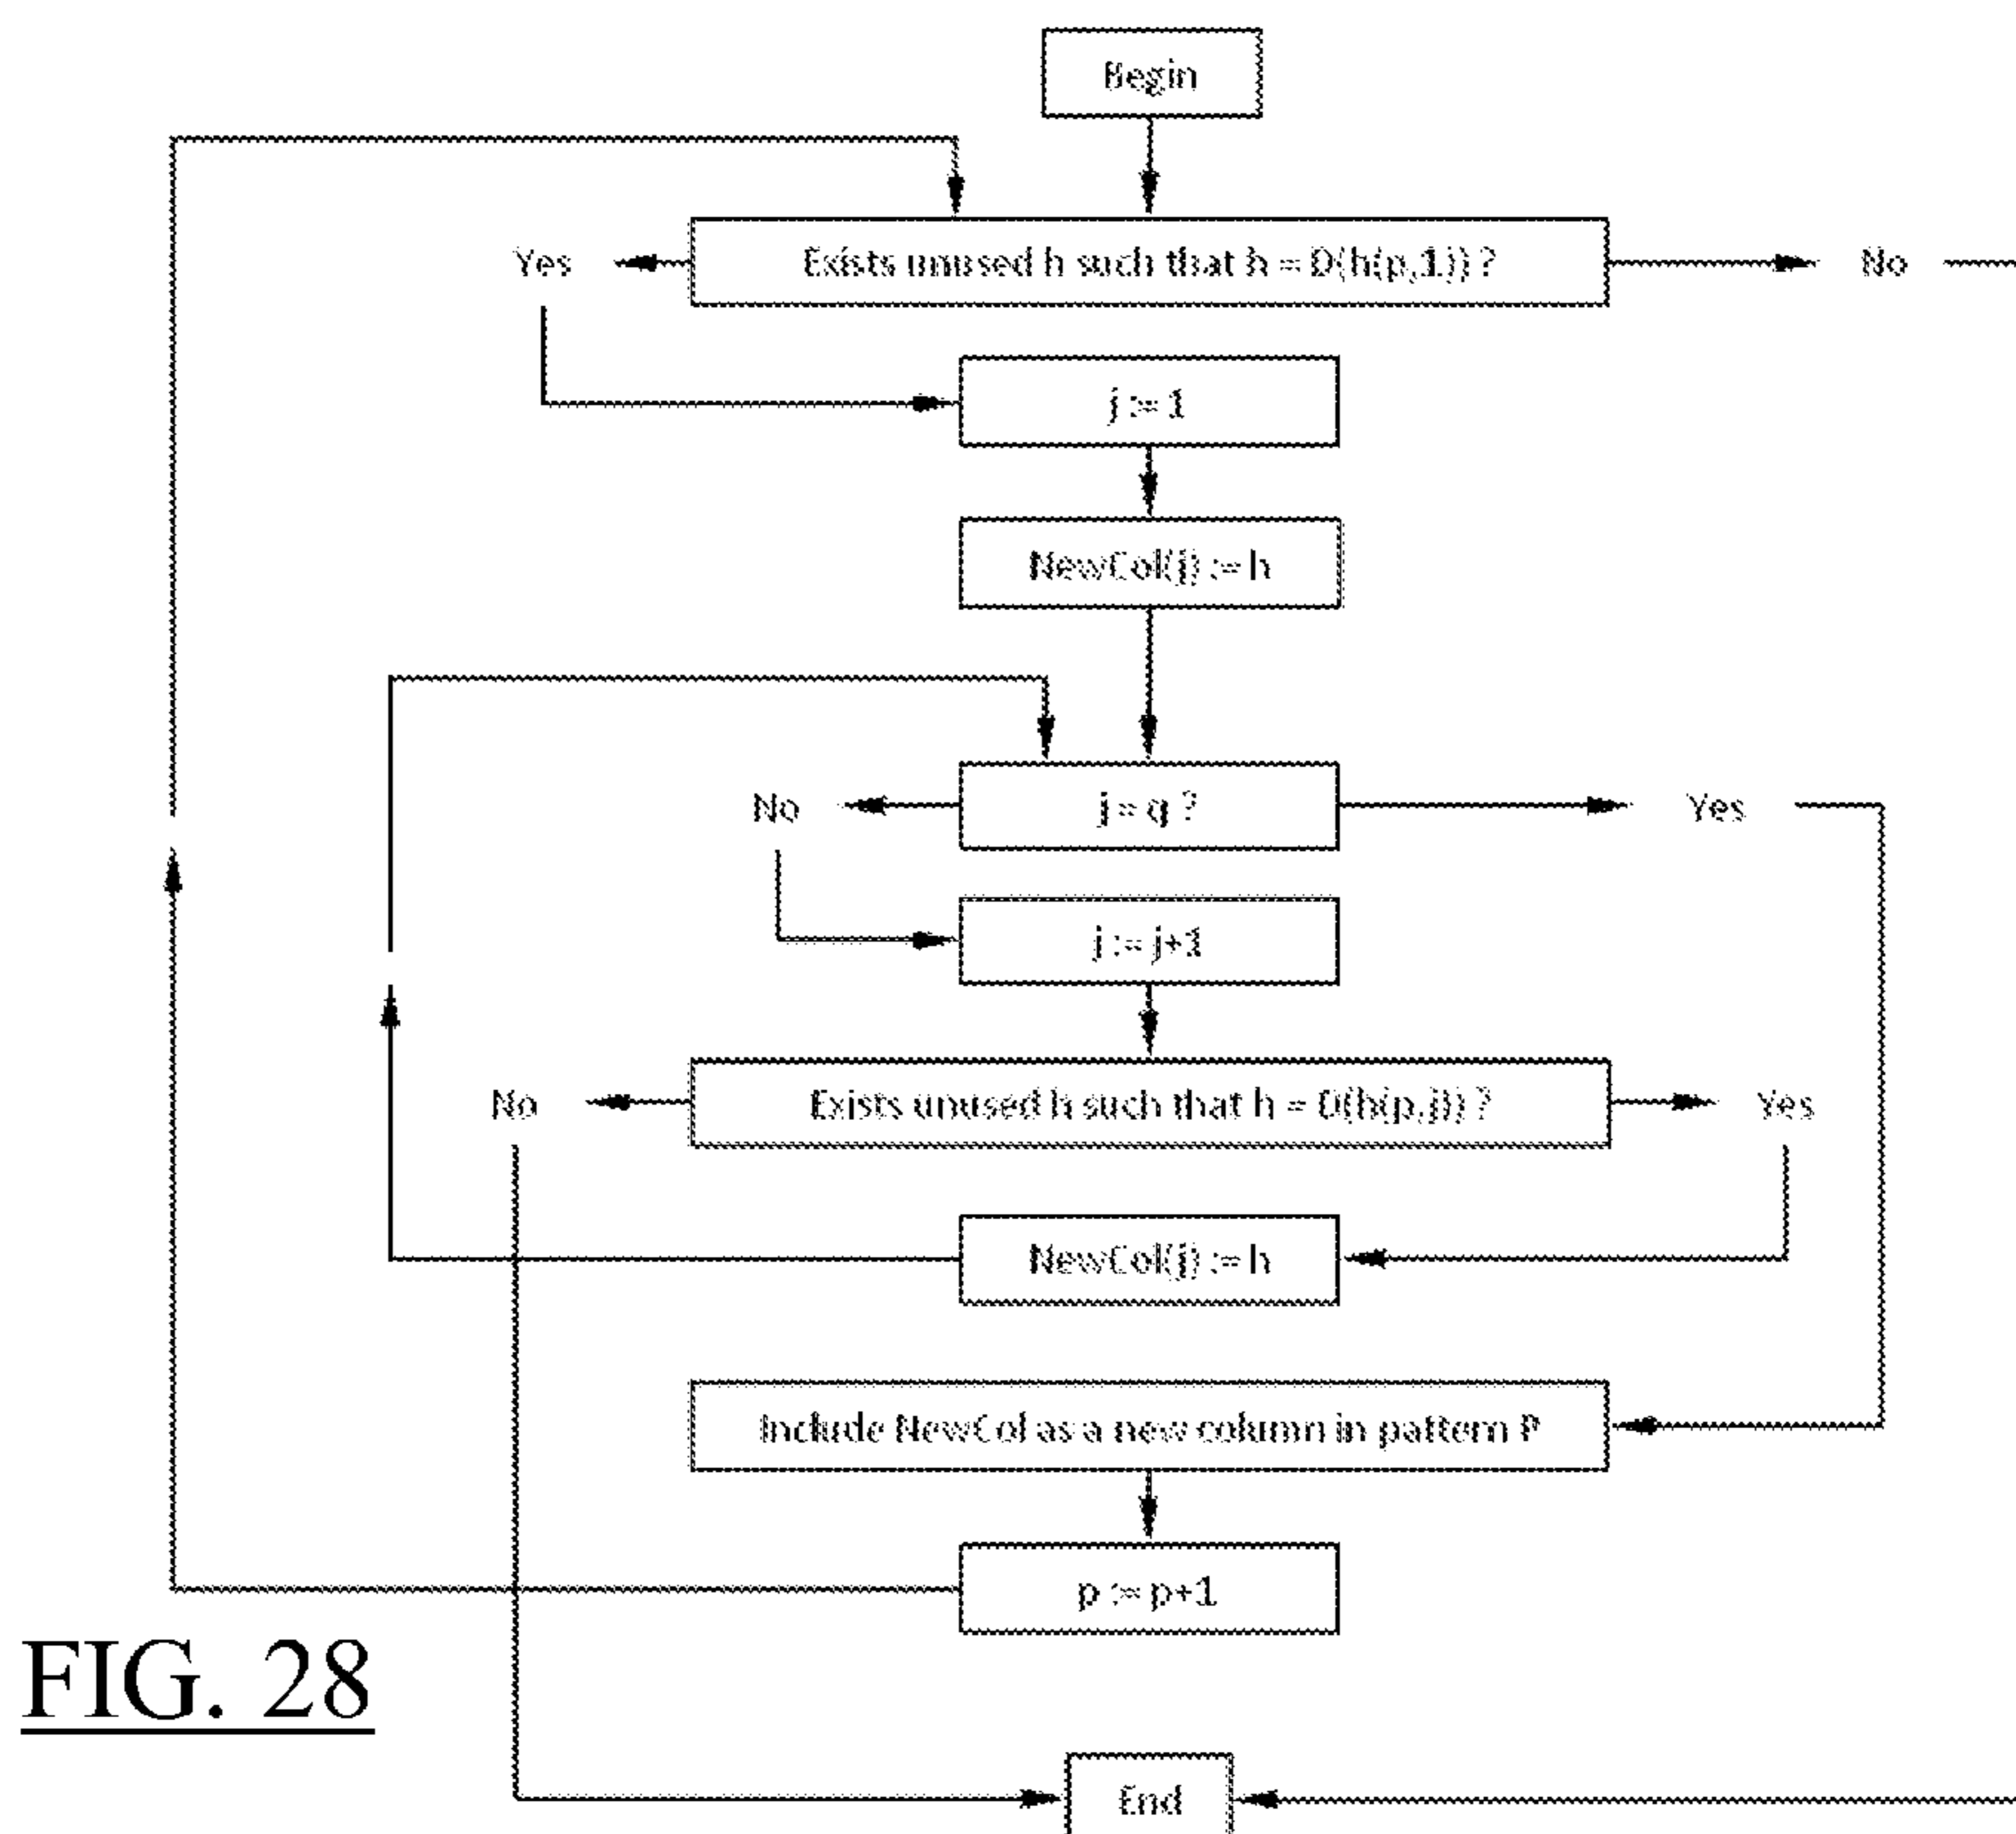 Begin
Yes
Exists unused h such that h = D(h(p,1)) ?
No
j := 1
NewCol(j) := h
No
j = q ?
Yes
j := j+1
No
Exists unused h such that h = D(h(p,j)) ?
Yes
NewCol(j) := h
Include NewCol as a new column in pattern P
p := p+1
FIG. 28
End